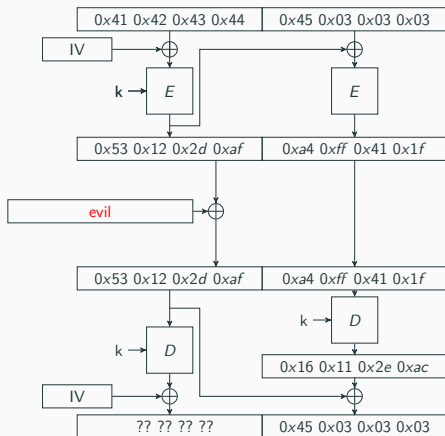 0x41 0x42 0x43 0x44 0x45 0x03 0x03 0x03
IV
k E E
0x53 0x12 0x2d 0xaf 0xa4 0xff 0x41 0x1f
evil
0x53 0x12 0x2d 0xaf 0xa4 0xff 0x41 0x1f
k D
k D
0x16 0x11 0x2e 0xac
IV
?? ?? ?? ?? 0x45 0x03 0x03 0x03